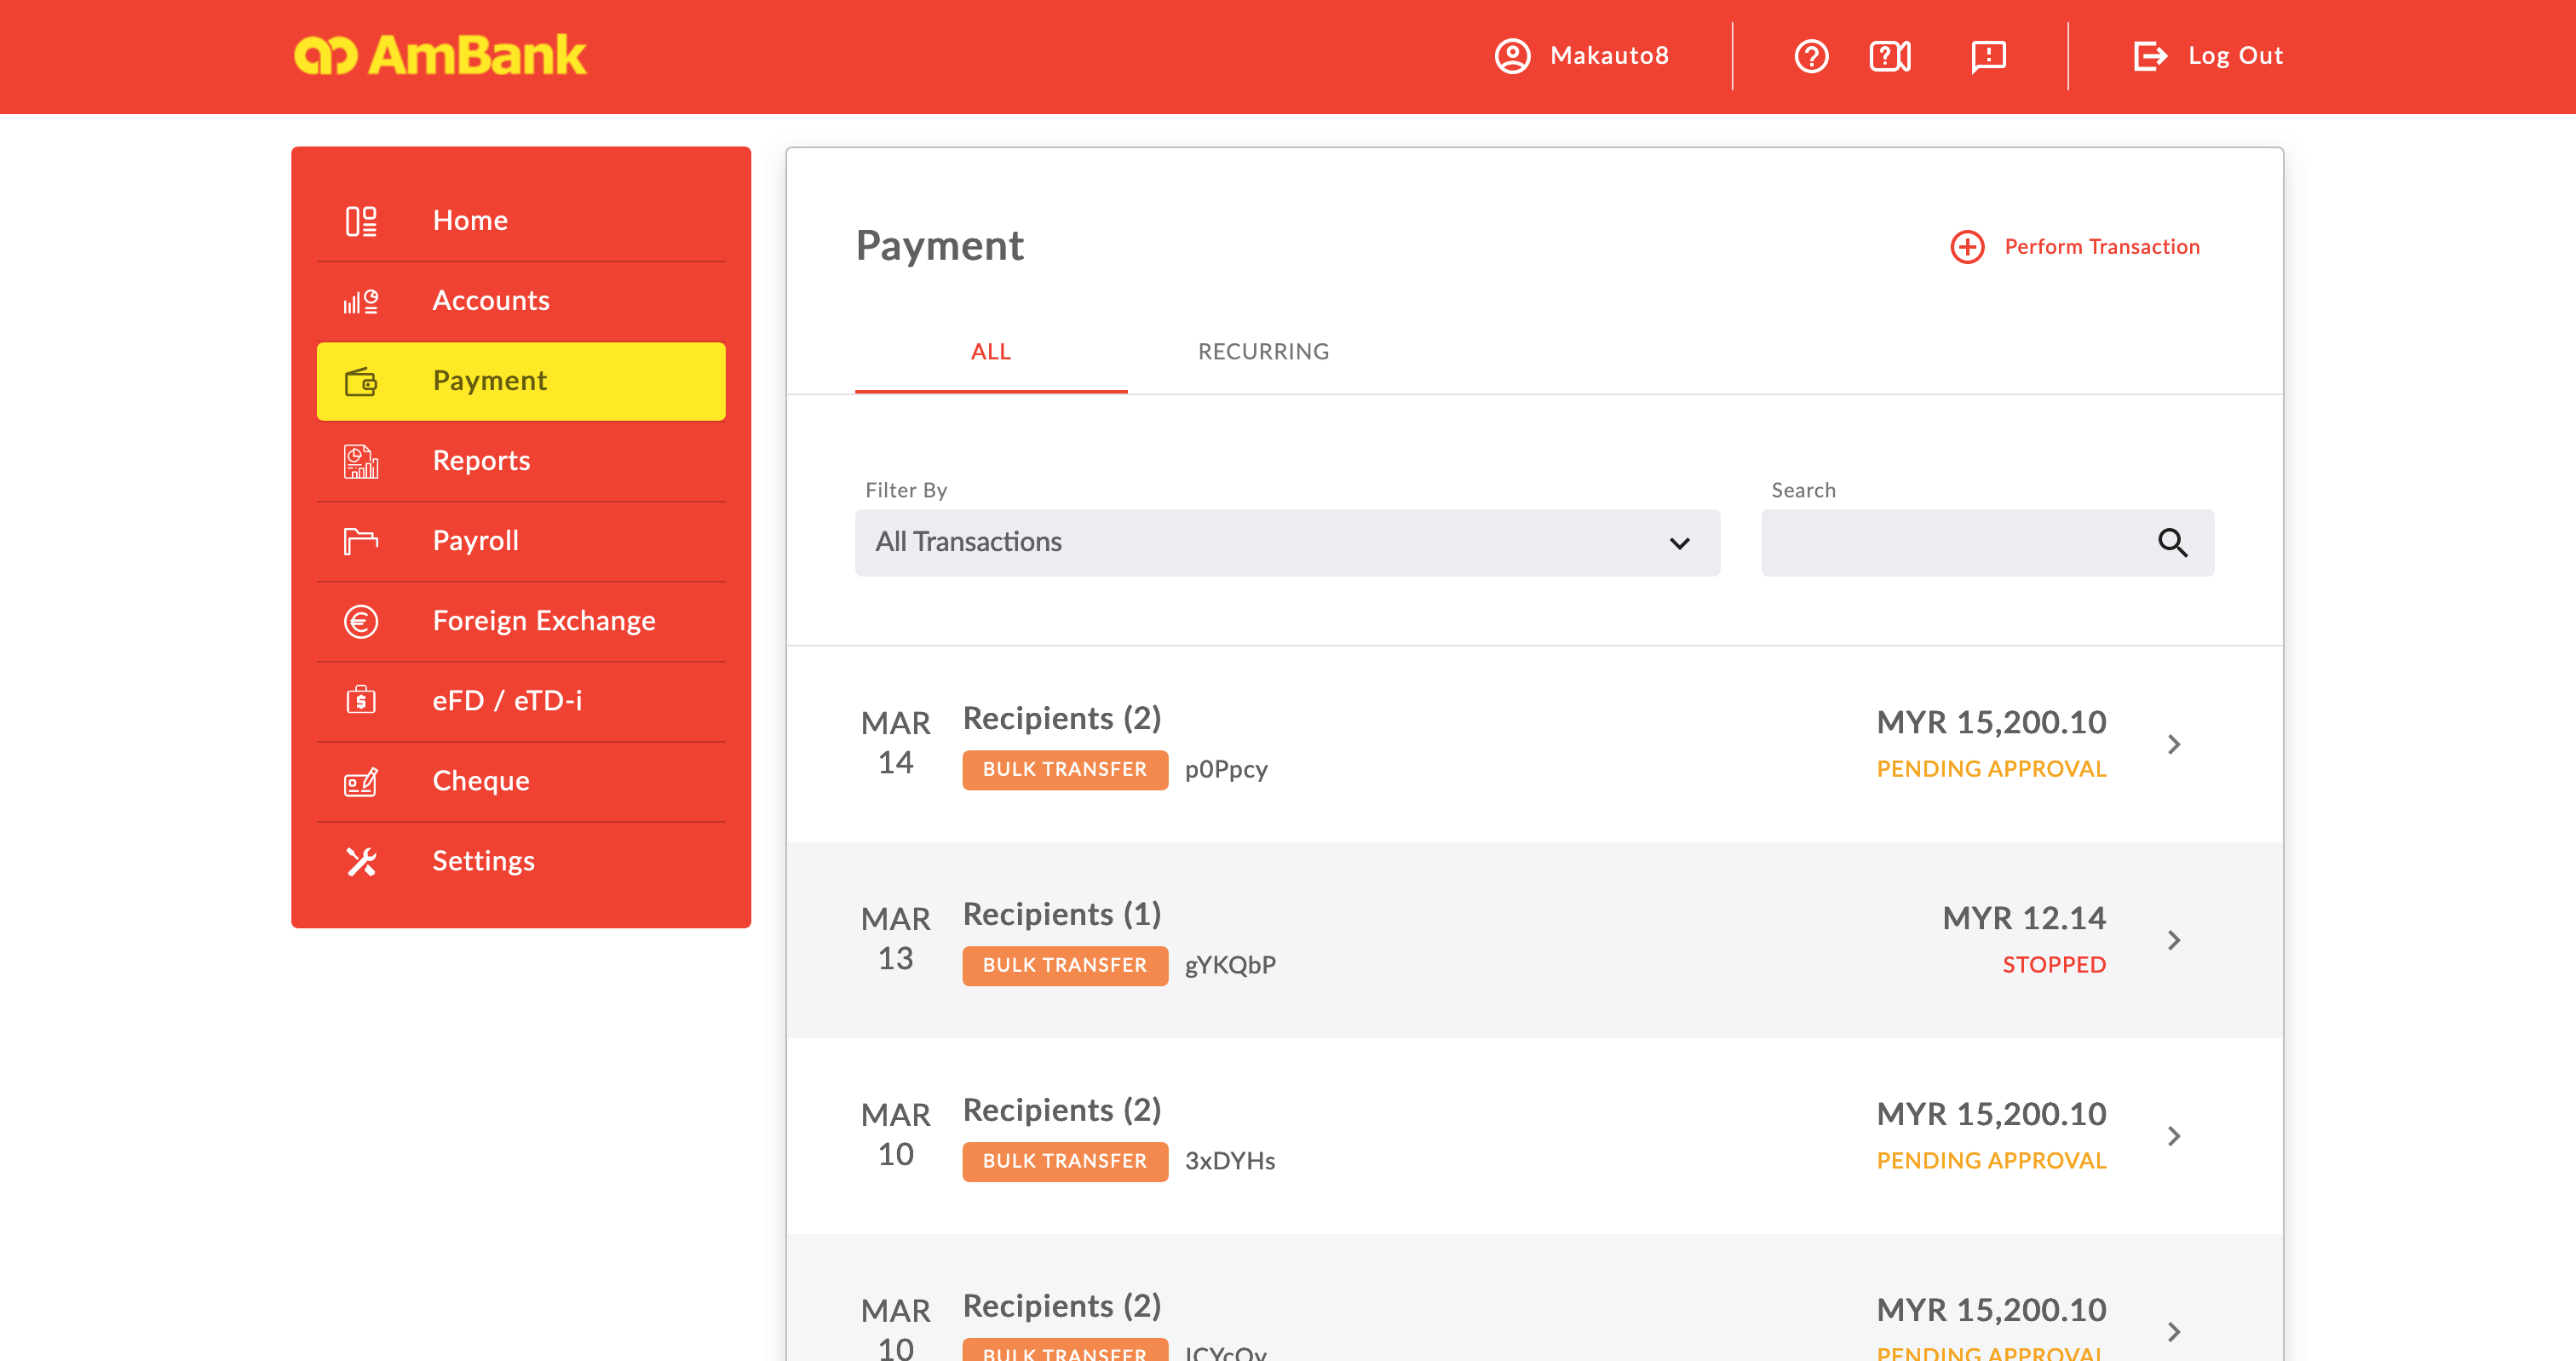 AmBank
Makauto8
Log Out
Home
Accounts
Payment
Reports
Payroll
Foreign Exchange
eFD / eTD-i
Cheque
Settings
Payment
Perform Transaction
ALL
RECURRING
Filter By
All Transactions
Search
MAR 14
Recipients (2)
BULK TRANSFER p0Ppcy
MYR 15,200.10
PENDING APPROVAL
MAR 13
Recipients (1)
BULK TRANSFER gYKQbP
MYR 12.14
STOPPED
MAR 10
Recipients (2)
BULK TRANSFER 3xDYHs
MYR 15,200.10
PENDING APPROVAL
MAR 10
Recipients (2)
BULK TRANSFER
MYR 15,200.10
PENDING APPROVAL